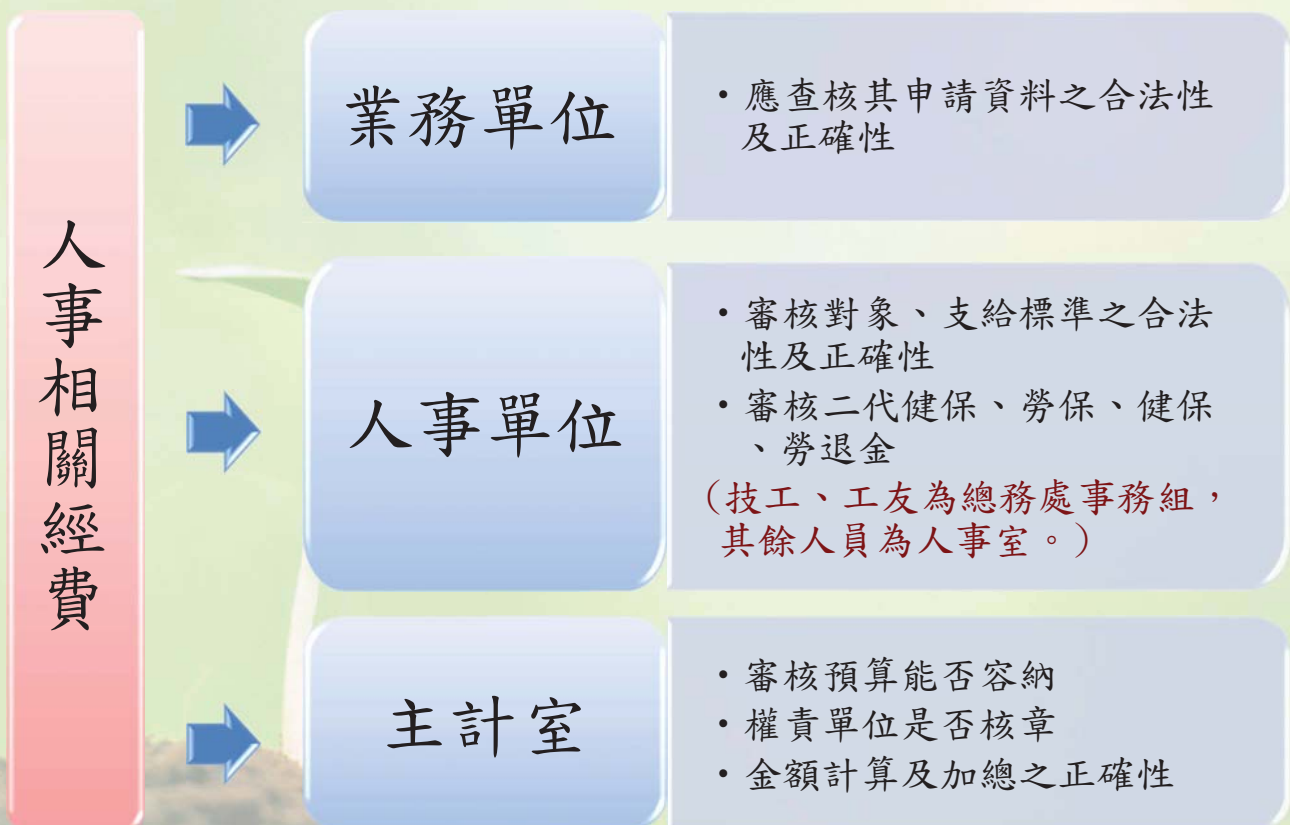 人事相關經費
業務單位
・應查核其申請資料之合法性
及正確性
人事單位
・審核對象、支給標準之合法
性及正確性
・審核二代健保、勞保、健保
、勞退金
（技工、工友為總務處事務組，
其餘人員為人事室。）
主計室
・審核預算能否容納
・權責單位是否核章
・金額計算及加總之正確性